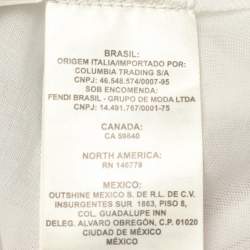 BRASIL:
ORIGEM ITALIA/IMPORTADO POR:
COLUMBIA TRADING S/A
CNPJ: 46.548.574/0007-95
SOB ENCOMENDA:
FENDI BRASIL - GRUPO DE MODA LTDA
CNPJ: 14.491.767/0001-75
CANADA:
CA 59840
NORTH AMERICA:
RN 146778
MEXICO:
OUTSHINE MEXICO S. DE R.L. DE C.V.
INSURGENTES SUR 1863, PISO 8,
COL. GUADALUPE INN
DELEG. ALVARO OBREGÓN, C.P. 01020
CIUDAD DE MÉXICO
MÉXICO